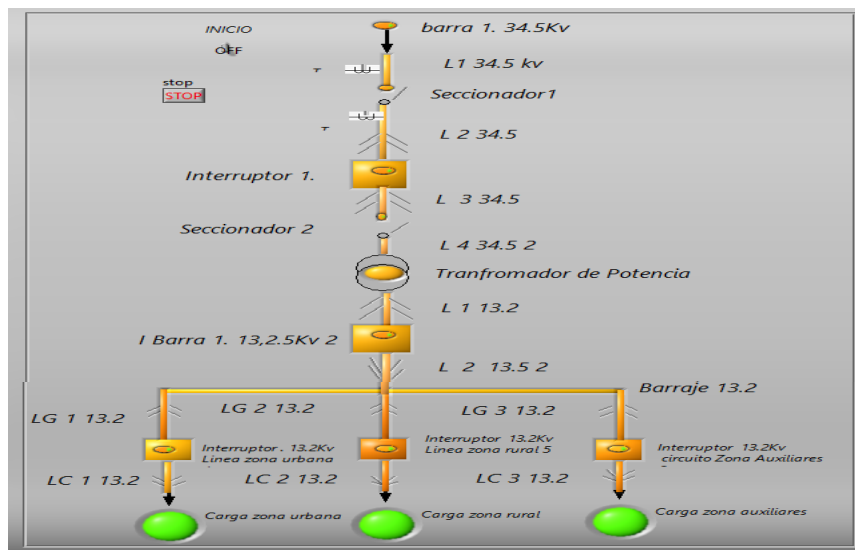 INICIO
OFF
stop
STOP
barra 1. 34.5Kv
L1 34.5 kv
Seccionador1
L 2 34.5
Interruptor 1.
L 3 34.5
Seccionador 2
L 4 34.5 2
Tranfromador de Potencia
L 1 13.2
I Barra 1. 13,2.5Kv 2
L 2 13.5 2
Barraje 13.2
LG 1 13.2
LG 2 13.2
LG 3 13.2
Interruptor . 13.2Kv
Linea zona urbana
Interruptor 13.2Kv
Linea zona rural 5
Interruptor 13.2Kv
circuito Zona Auxiliares
LC 1 13.2
LC 2 13.2
LC 3 13.2
Carga zona urbana
Carga zona rural
Carga zona auxiliares